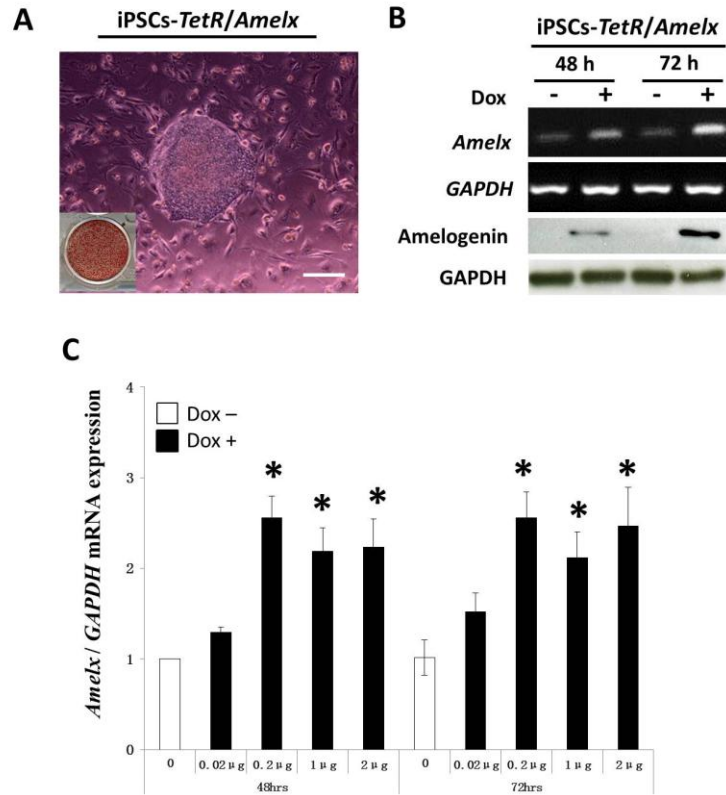 A
iPSCs-TetR/Amelx
B
iPSCs-TetR/Amelx
48 h 72 h
Dox - + - +
Amelx
GAPDH
Amelogenin
GAPDH
C
Amelx / GAPDH mRNA expression
4
3
2
1
0
Dox –
Dox +
* * * * * *
0 0.02μg 0.2μg 1μg 2μg 0 0.02μg 0.2μg 1μg 2μg
48hrs 72hrs